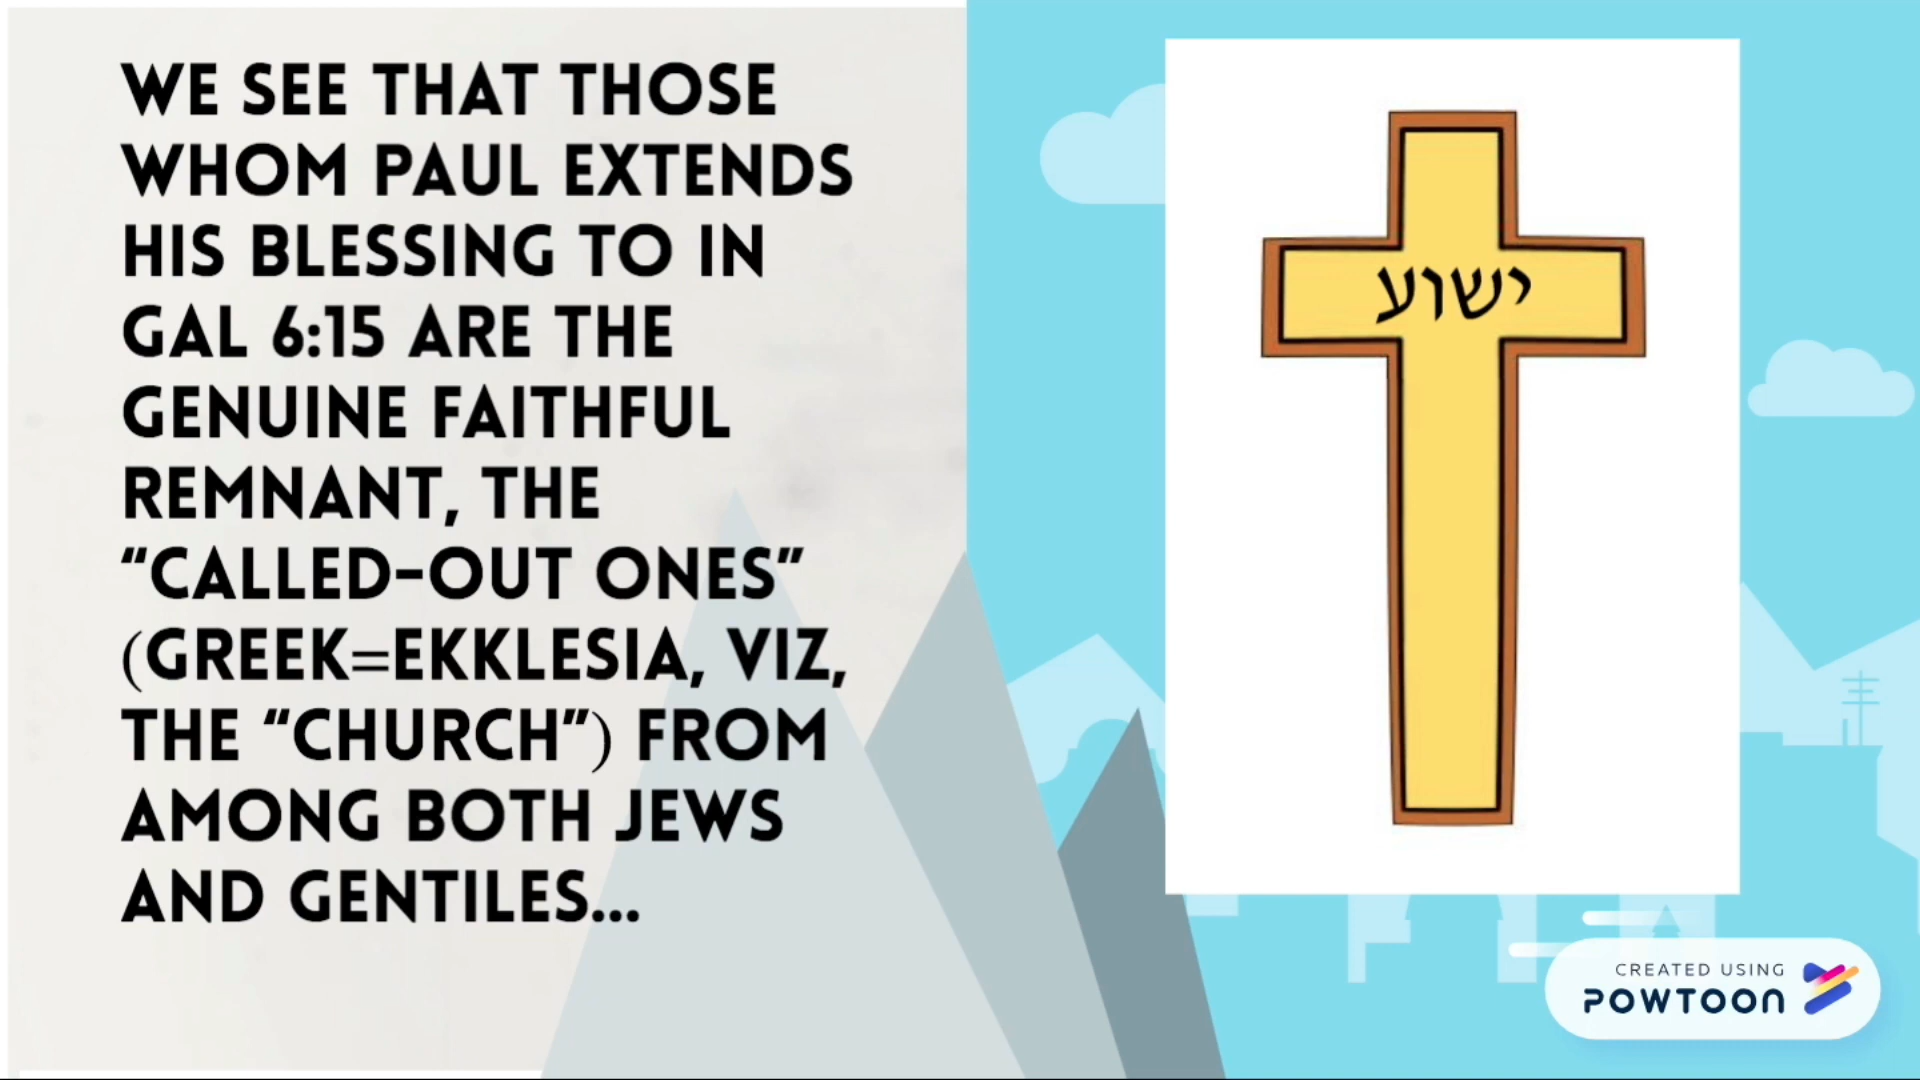 WE SEE THAT THOSE
WHOM PAUL EXTENDS
HIS BLESSING TO IN
GAL 6:15 ARE THE
GENUINE FAITHFUL
REMNANT, THE
“CALLED-OUT ONES”
(GREEK=EKKLESIA, VIZ,
THE “CHURCH”) FROM
AMONG BOTH JEWS
AND GENTILES...
ישוע
CREATED USING
POWTOON